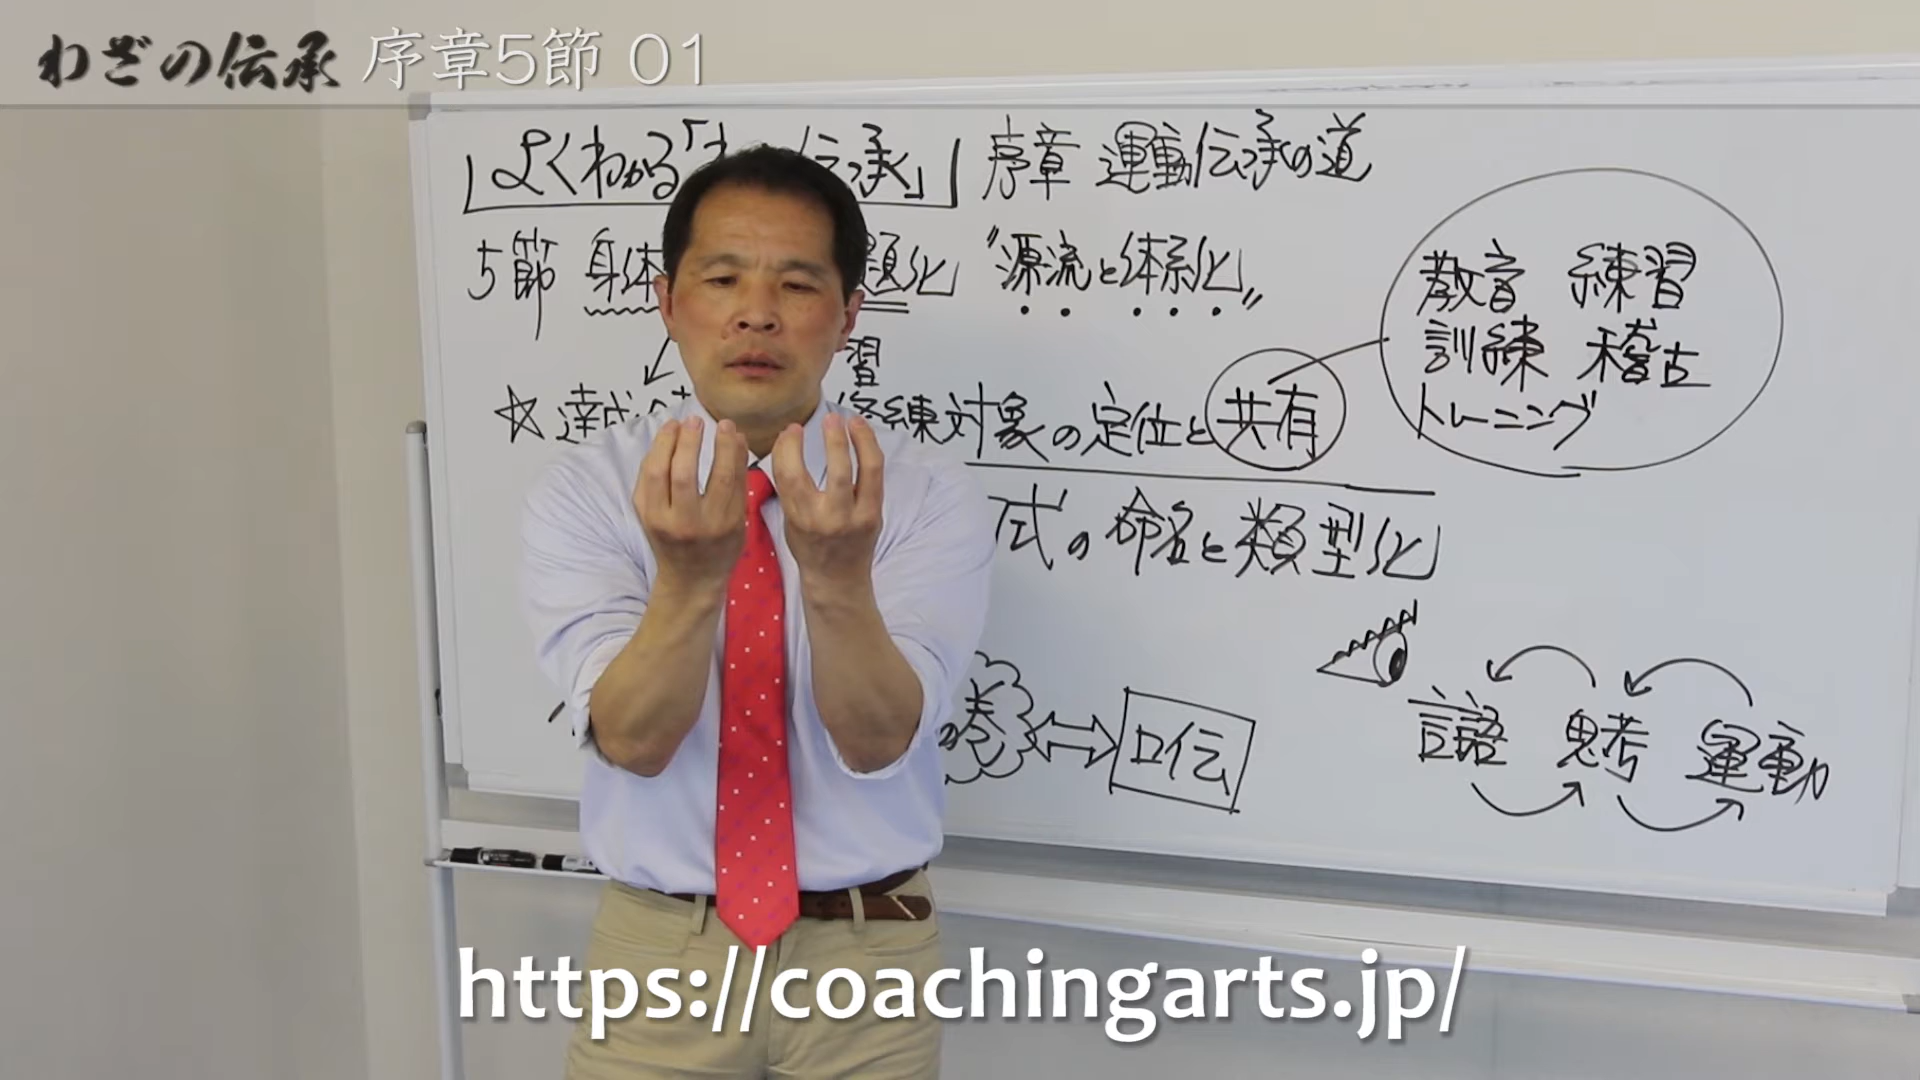 わざの伝承 序章5節 01
よくわかる「わ 伝承」 序章 運動伝承の道
5節 身体 題化 "源流と体系化"
習
☆ 達成 修練対象の定位と共有
教育 練習
訓練 稽古
トレーニング
式の命名と類型化
の巻 ⇔ 口伝
言語 思考 運動
https://coachingarts.jp/